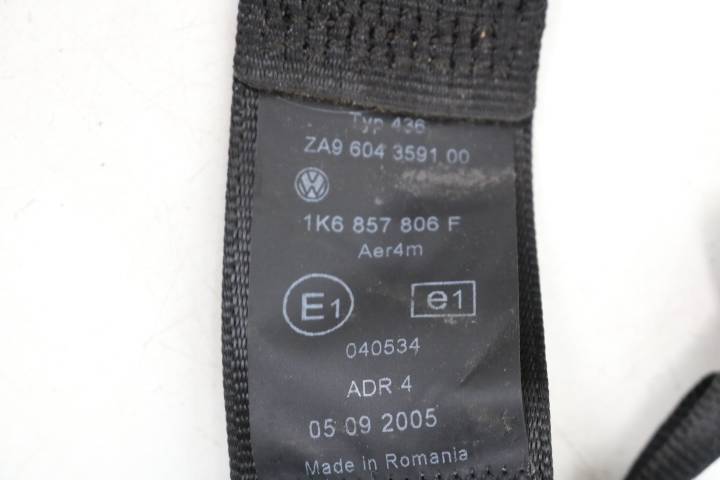 Typ 436
ZA9 604 3591 00
1K6 857 806 F
Aer4m
E1 e1
040534
ADR 4
05 09 2005
Made in Romania